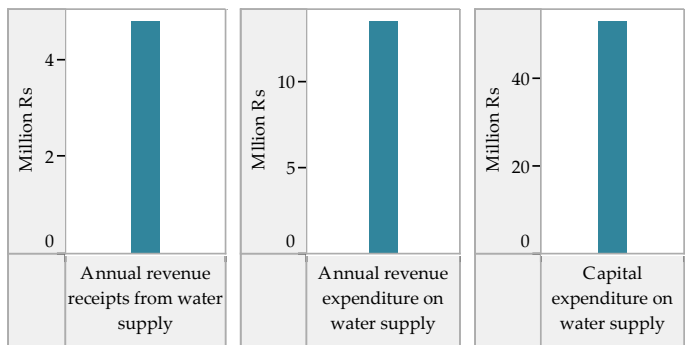 Million Rs
4
2
0
Annual revenue
receipts from water
supply
Mllion Rs
10
5
0
Annual revenue
expenditure on
water supply
Million Rs
40
20
0
Capital
expenditure on
water supply